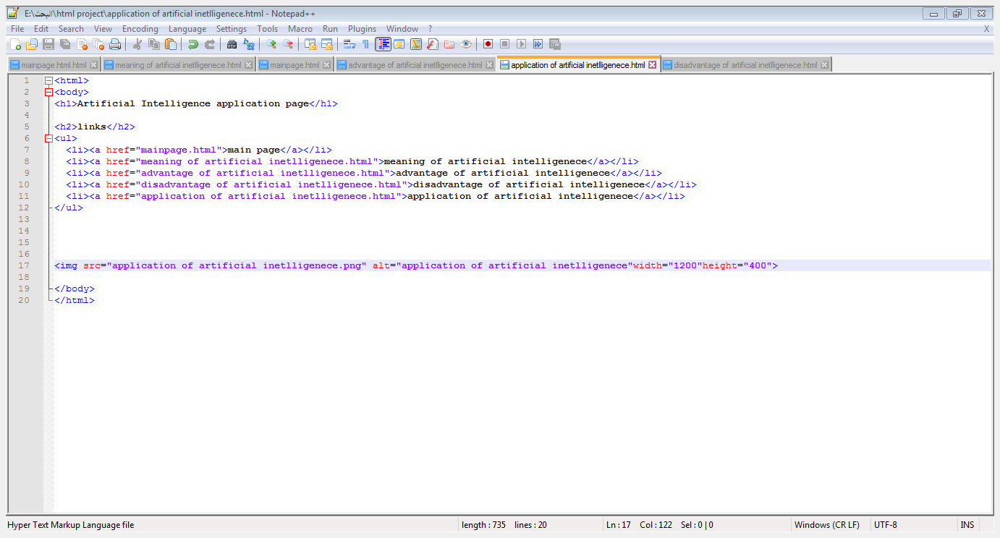 E:\البحث\html project\application of artificial inetlligenece.html - Notepad++
File Edit Search View Encoding Language Settings Tools Macro Run Plugins Window ? X
mainpage.html.html meaning of artificial inetlligenece.html mainpage.html advantage of artificial inetlligenece.html application of artificial inetlligenece.html disadvantage of artificial inetlligenece.html
1 <html>
2 <body>
3 <h1>Artificial Intelligence application page</h1>
4
5 <h2>links</h2>
6 <ul>
7 <li><a href="mainpage.html">main page</a></li>
8 <li><a href="meaning of artificial inetlligenece.html">meaning of artificial intelligenece</a></li>
9 <li><a href="advantage of artificial inetlligenece.html">advantage of artificial intelligenece</a></li>
10 <li><a href="disadvantage of artificial inetlligenece.html">disadvantage of artificial intelligenece</a></li>
11 <li><a href="application of artificial inetlligenece.html">application of artificial intelligenece</a></li>
12 </ul>
13
14
15
16
17 <img src="application of artificial inetlligenece.png" alt="application of artificial inetlligenece"width="1200"height="400">
18
19 </body>
20 </html>
Hyper Text Markup Language file length : 735 lines : 20 Ln : 17 Col : 122 Sel : 0 | 0 Windows (CR LF) UTF-8 INS